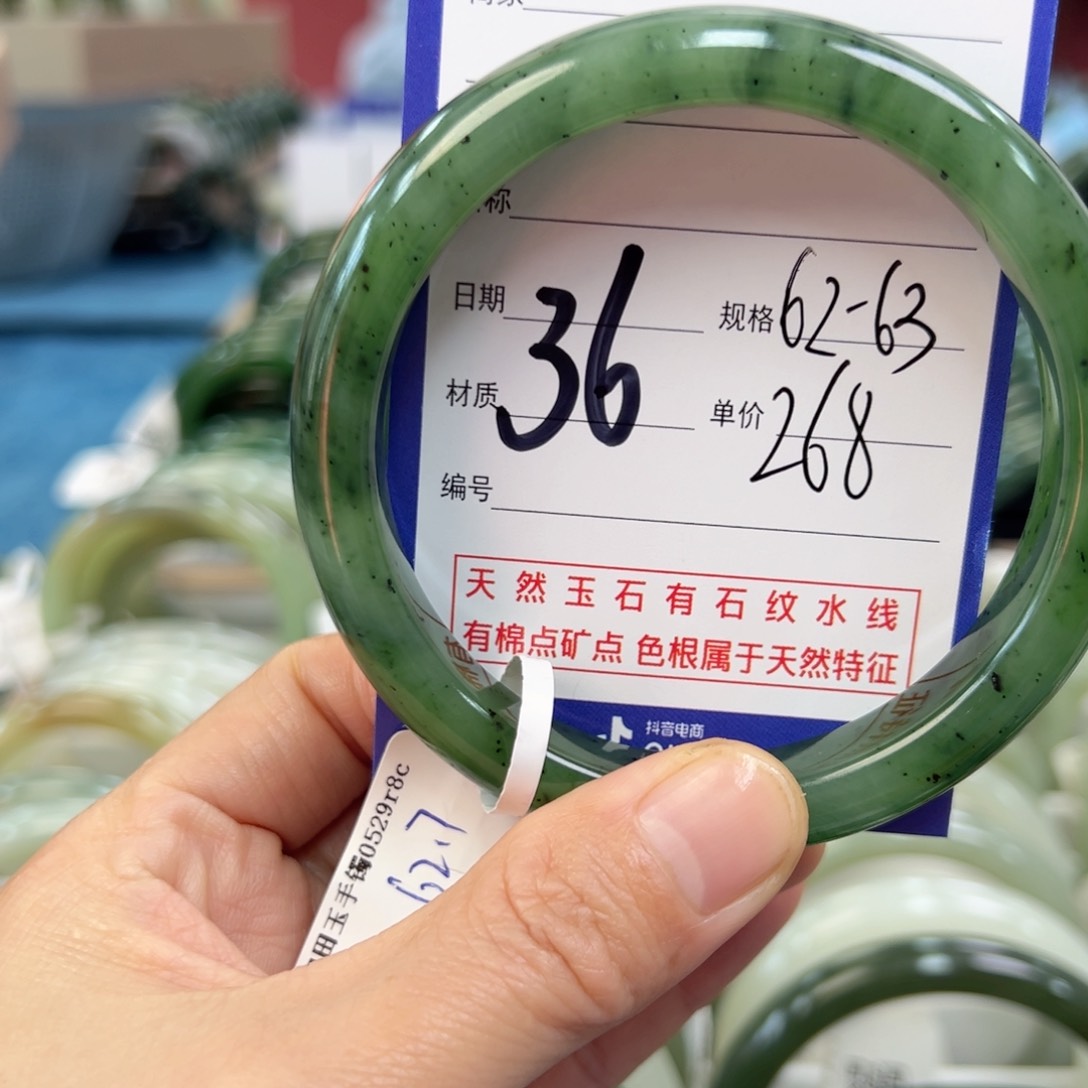 称
日期 36 规格 62-63
材质 单价 268
编号
天然玉石有石纹水线
有棉点矿点 色根属于天然特征
抖音电商
田玉手镯0529r8c
62.7